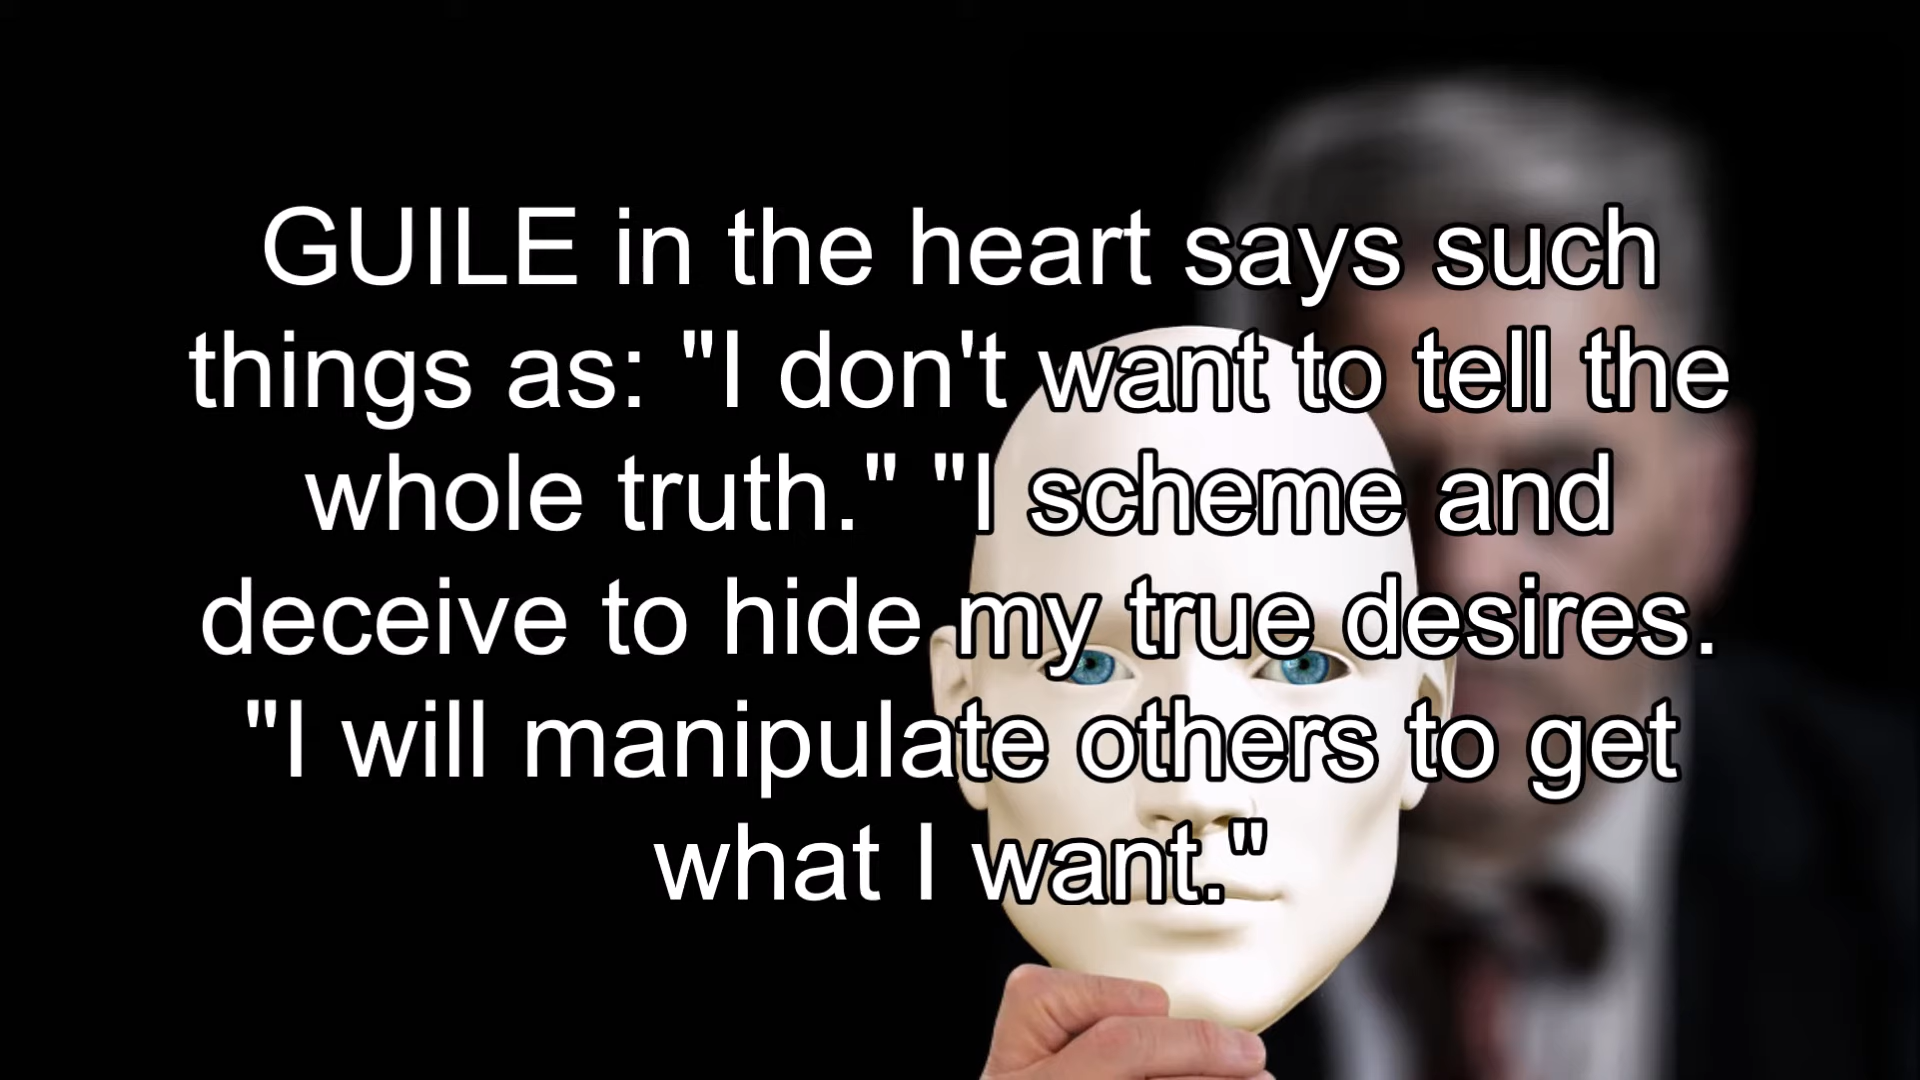 GUILE in the heart says such
things as: "I don't want to tell the
whole truth." "I scheme and
deceive to hide my true desires.
"I will manipulate others to get
what I want."